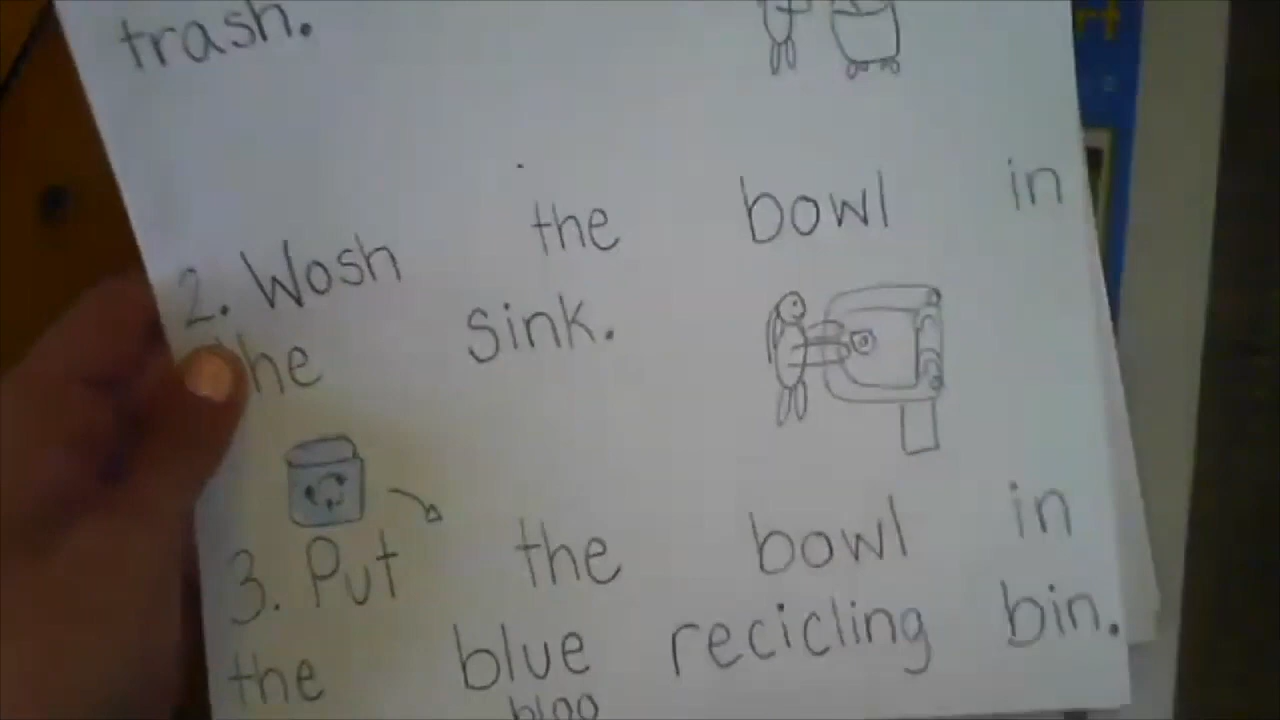 trash.
2. Wosh the bowl in
the sink.
3. Put the bowl in
the blue recicling bin.
bloo